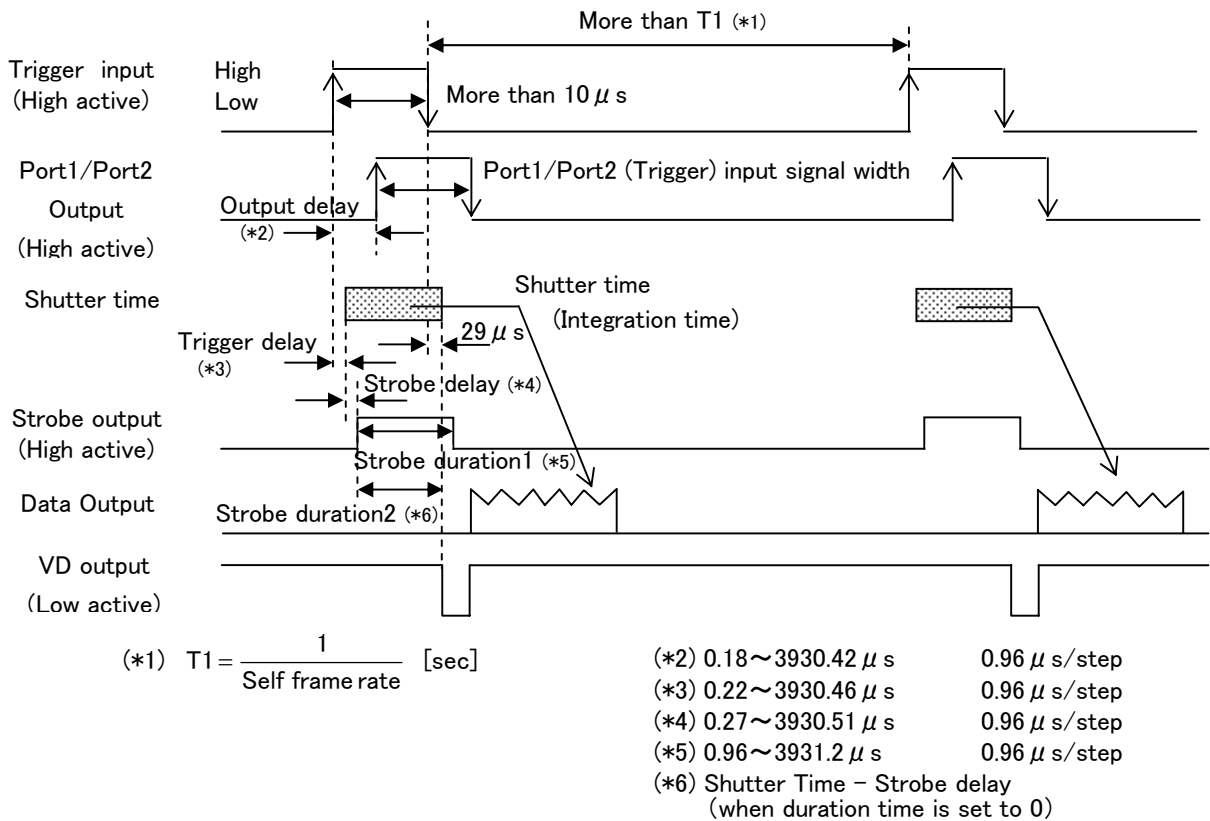 More than T1 (*1)
Trigger input
(High active)
High
Low
More than 10 μ s
Port1/Port2
Output
(High active)
Port1/Port2 (Trigger) input signal width
Output delay
(*2)
Shutter time
Shutter time
(Integration time)
29 μ s
Trigger delay
(*3)
Strobe delay (*4)
Strobe output
(High active)
Strobe duration1 (*5)
Data Output
Strobe duration2 (*6)
VD output
(Low active)
(*1) T1 = 1 / Self frame rate [sec]
(*2) 0.18～3930.42 μ s 0.96 μ s/step
(*3) 0.22～3930.46 μ s 0.96 μ s/step
(*4) 0.27～3930.51 μ s 0.96 μ s/step
(*5) 0.96～3931.2 μ s 0.96 μ s/step
(*6) Shutter Time − Strobe delay
(when duration time is set to 0)